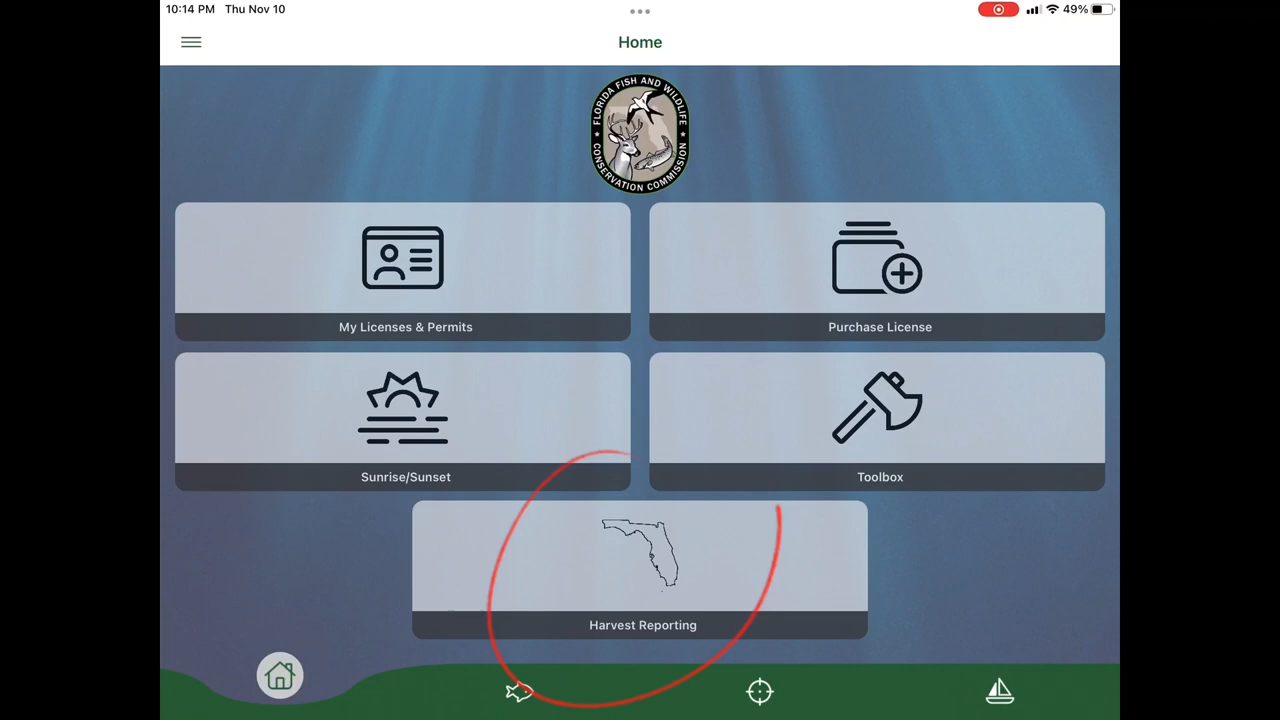 10:14 PM Thu Nov 10
49%
Home
FLORIDA FISH AND WILDLIFE
CONSERVATION COMMISSION
My Licenses & Permits
Purchase License
Sunrise/Sunset
Toolbox
Harvest Reporting